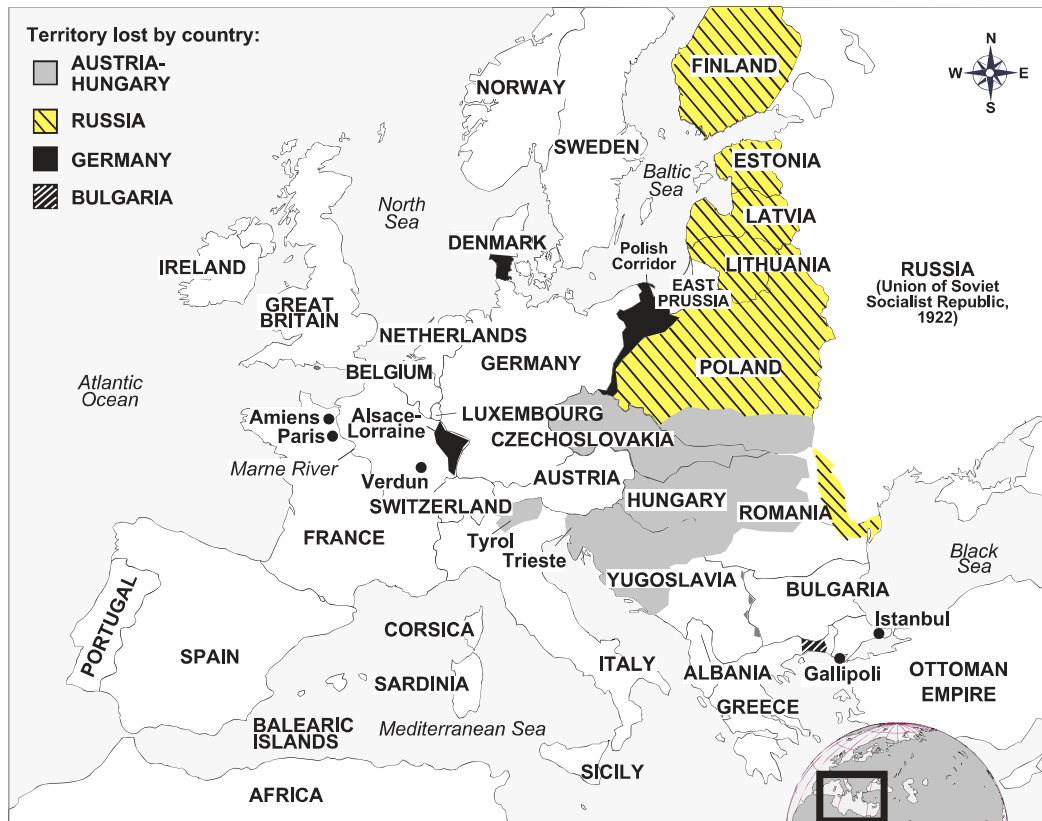 Territory lost by country:
AUSTRIA-
HUNGARY
RUSSIA
GERMANY
BULGARIA
N
W
E
S
FINLAND
NORWAY
SWEDEN
ESTONIA
Baltic
Sea
LATVIA
North
Sea
DENMARK
Polish
Corridor
LITHUANIA
IRELAND
EAST
PRUSSIA
RUSSIA
(Union of Soviet
Socialist Republic,
1922)
GREAT
BRITAIN
NETHERLANDS
GERMANY
POLAND
BELGIUM
Atlantic
Ocean
Amiens
Paris
Alsace-
Lorraine
LUXEMBOURG
CZECHOSLOVAKIA
Marne River
Verdun
AUSTRIA
SWITZERLAND
HUNGARY
ROMANIA
FRANCE
Tyrol
Trieste
Black
Sea
YUGOSLAVIA
BULGARIA
PORTUGAL
SPAIN
CORSICA
Istanbul
ITALY
ALBANIA
Gallipoli
OTTOMAN
EMPIRE
SARDINIA
GREECE
BALEARIC
ISLANDS
Mediterranean Sea
SICILY
AFRICA